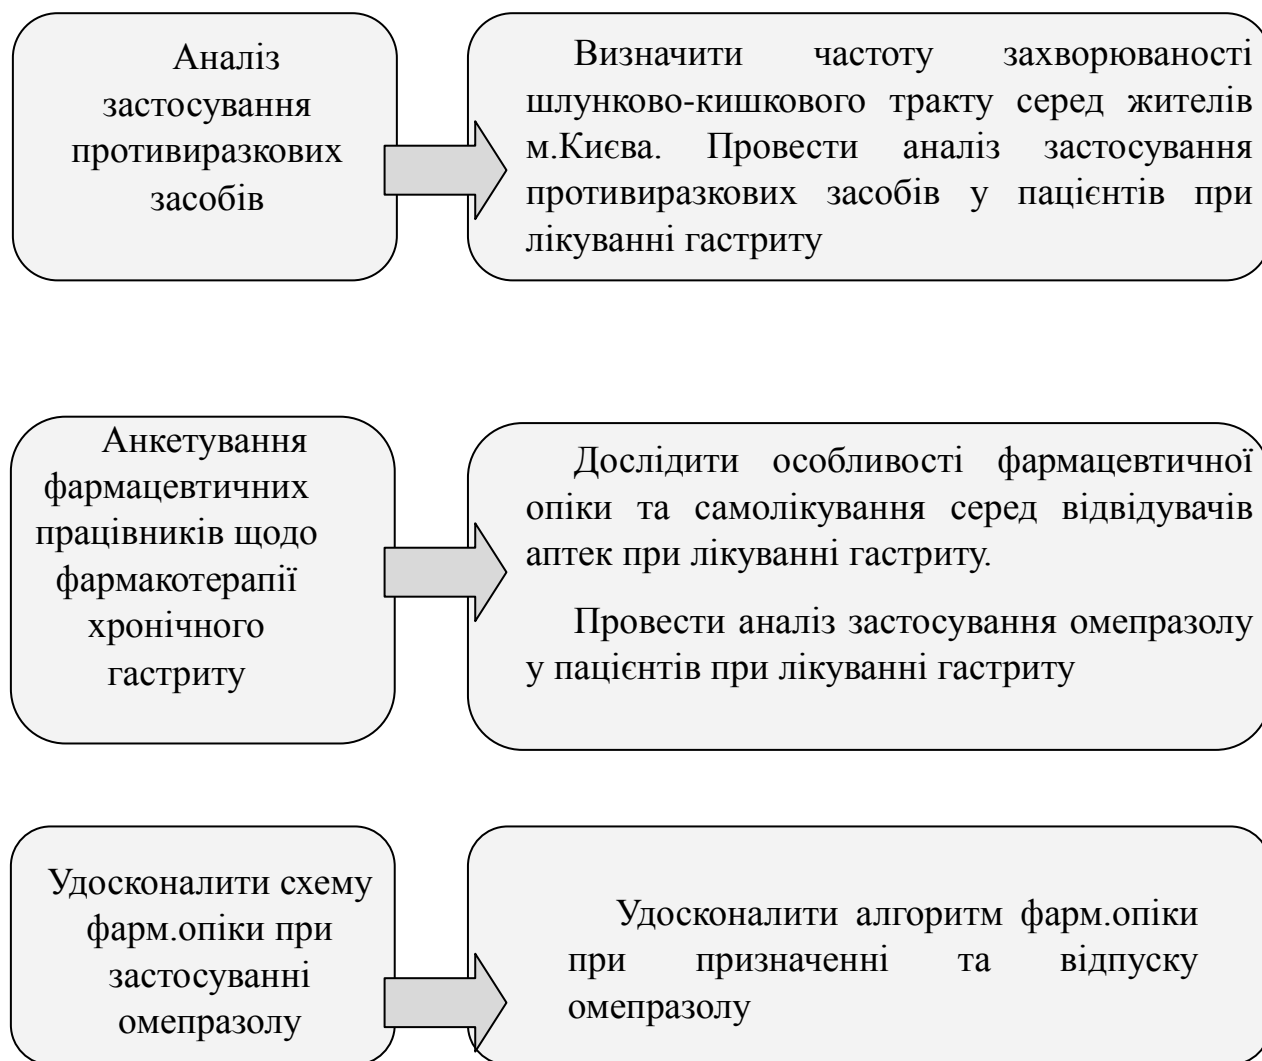 Аналіз
застосування
противиразкових
засобів
Визначити частоту захворюваності
шлунково-кишкового тракту серед жителів
м.Києва. Провести аналіз застосування
противиразкових засобів у пацієнтів при
лікуванні гастриту
Анкетування
фармацевтичних
працівників щодо
фармакотерапії
хронічного
гастриту
Дослідити особливості фармацевтичної
опіки та самолікування серед відвідувачів
аптек при лікуванні гастриту.
Провести аналіз застосування омепразолу
у пацієнтів при лікуванні гастриту
Удосконалити схему
фарм.опіки при
застосуванні
омепразолу
Удосконалити алгоритм фарм.опіки
при призначенні та відпуску
омепразолу